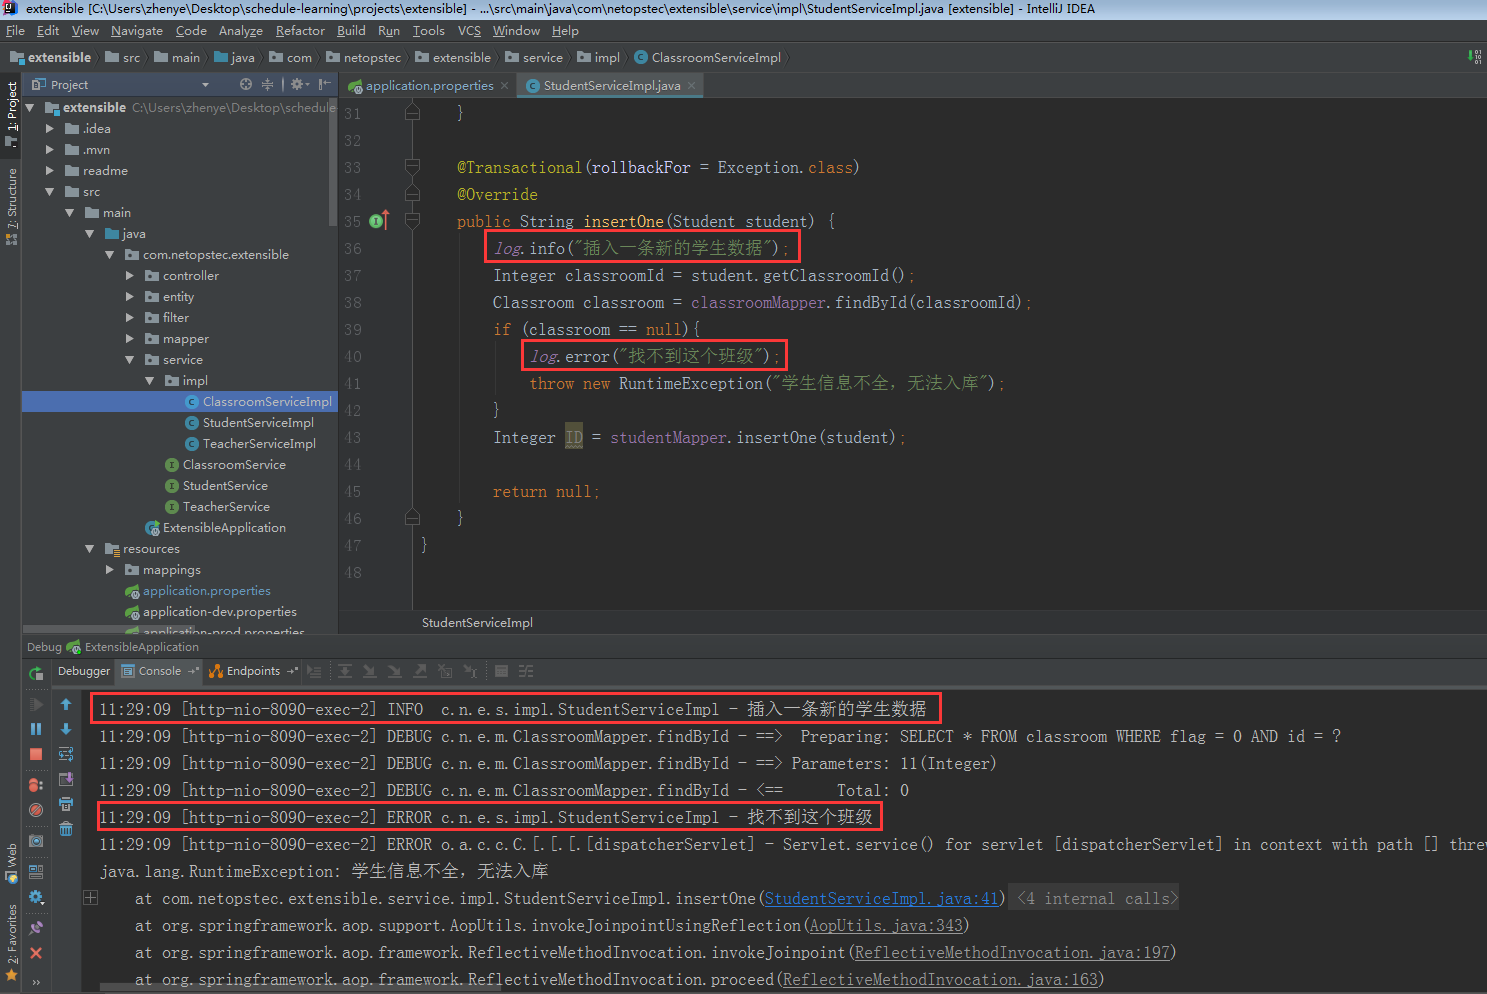 extensible [C:\Users\zhenye\Desktop\schedule-learning\projects\extensible] - ...\src\main\java\com\netopstec\extensible\service\impl\StudentServiceImpl.java [extensible] - IntelliJ IDEA
File Edit View Navigate Code Analyze Refactor Build Run Tools VCS Window Help
extensible src main java com netopstec extensible service impl ClassroomServiceImpl
Project
application.properties
StudentServiceImpl.java
1: Project
7: Structure
Web
2: Favorites
extensible C:\Users\zhenye\Desktop\schedule
.idea
.mvn
readme
src
main
java
com.netopstec.extensible
controller
entity
filter
mapper
service
impl
ClassroomServiceImpl
StudentServiceImpl
TeacherServiceImpl
ClassroomService
StudentService
TeacherService
ExtensibleApplication
resources
mappings
application.properties
application-dev.properties
application-prod.properties
31 }
32
33 @Transactional(rollbackFor = Exception.class)
34 @Override
35 public String insertOne(Student student) {
36 log.info("插入一条新的学生数据");
37 Integer classroomId = student.getClassroomId();
38 Classroom classroom = classroomMapper.findById(classroomId);
39 if (classroom == null){
40 log.error("找不到这个班级");
41 throw new RuntimeException("学生信息不全，无法入库");
42 }
43 Integer ID = studentMapper.insertOne(student);
44
45 return null;
46 }
47 }
48
StudentServiceImpl
Debug ExtensibleApplication
Debugger Console Endpoints
11:29:09 [http-nio-8090-exec-2] INFO  c.n.e.s.impl.StudentServiceImpl - 插入一条新的学生数据
11:29:09 [http-nio-8090-exec-2] DEBUG c.n.e.m.ClassroomMapper.findById - ==>  Preparing: SELECT * FROM classroom WHERE flag = 0 AND id = ?
11:29:09 [http-nio-8090-exec-2] DEBUG c.n.e.m.ClassroomMapper.findById - ==> Parameters: 11(Integer)
11:29:09 [http-nio-8090-exec-2] DEBUG c.n.e.m.ClassroomMapper.findById - <==      Total: 0
11:29:09 [http-nio-8090-exec-2] ERROR c.n.e.s.impl.StudentServiceImpl - 找不到这个班级
11:29:09 [http-nio-8090-exec-2] ERROR o.a.c.c.C.[.[.[.[dispatcherServlet] - Servlet.service() for servlet [dispatcherServlet] in context with path [] threw
java.lang.RuntimeException: 学生信息不全，无法入库
at com.netopstec.extensible.service.impl.StudentServiceImpl.insertOne(StudentServiceImpl.java:41) <4 internal calls>
at org.springframework.aop.support.AopUtils.invokeJoinpointUsingReflection(AopUtils.java:343)
at org.springframework.aop.framework.ReflectiveMethodInvocation.invokeJoinpoint(ReflectiveMethodInvocation.java:197)
at org.springframework.aop.framework.ReflectiveMethodInvocation.proceed(ReflectiveMethodInvocation.java:163)